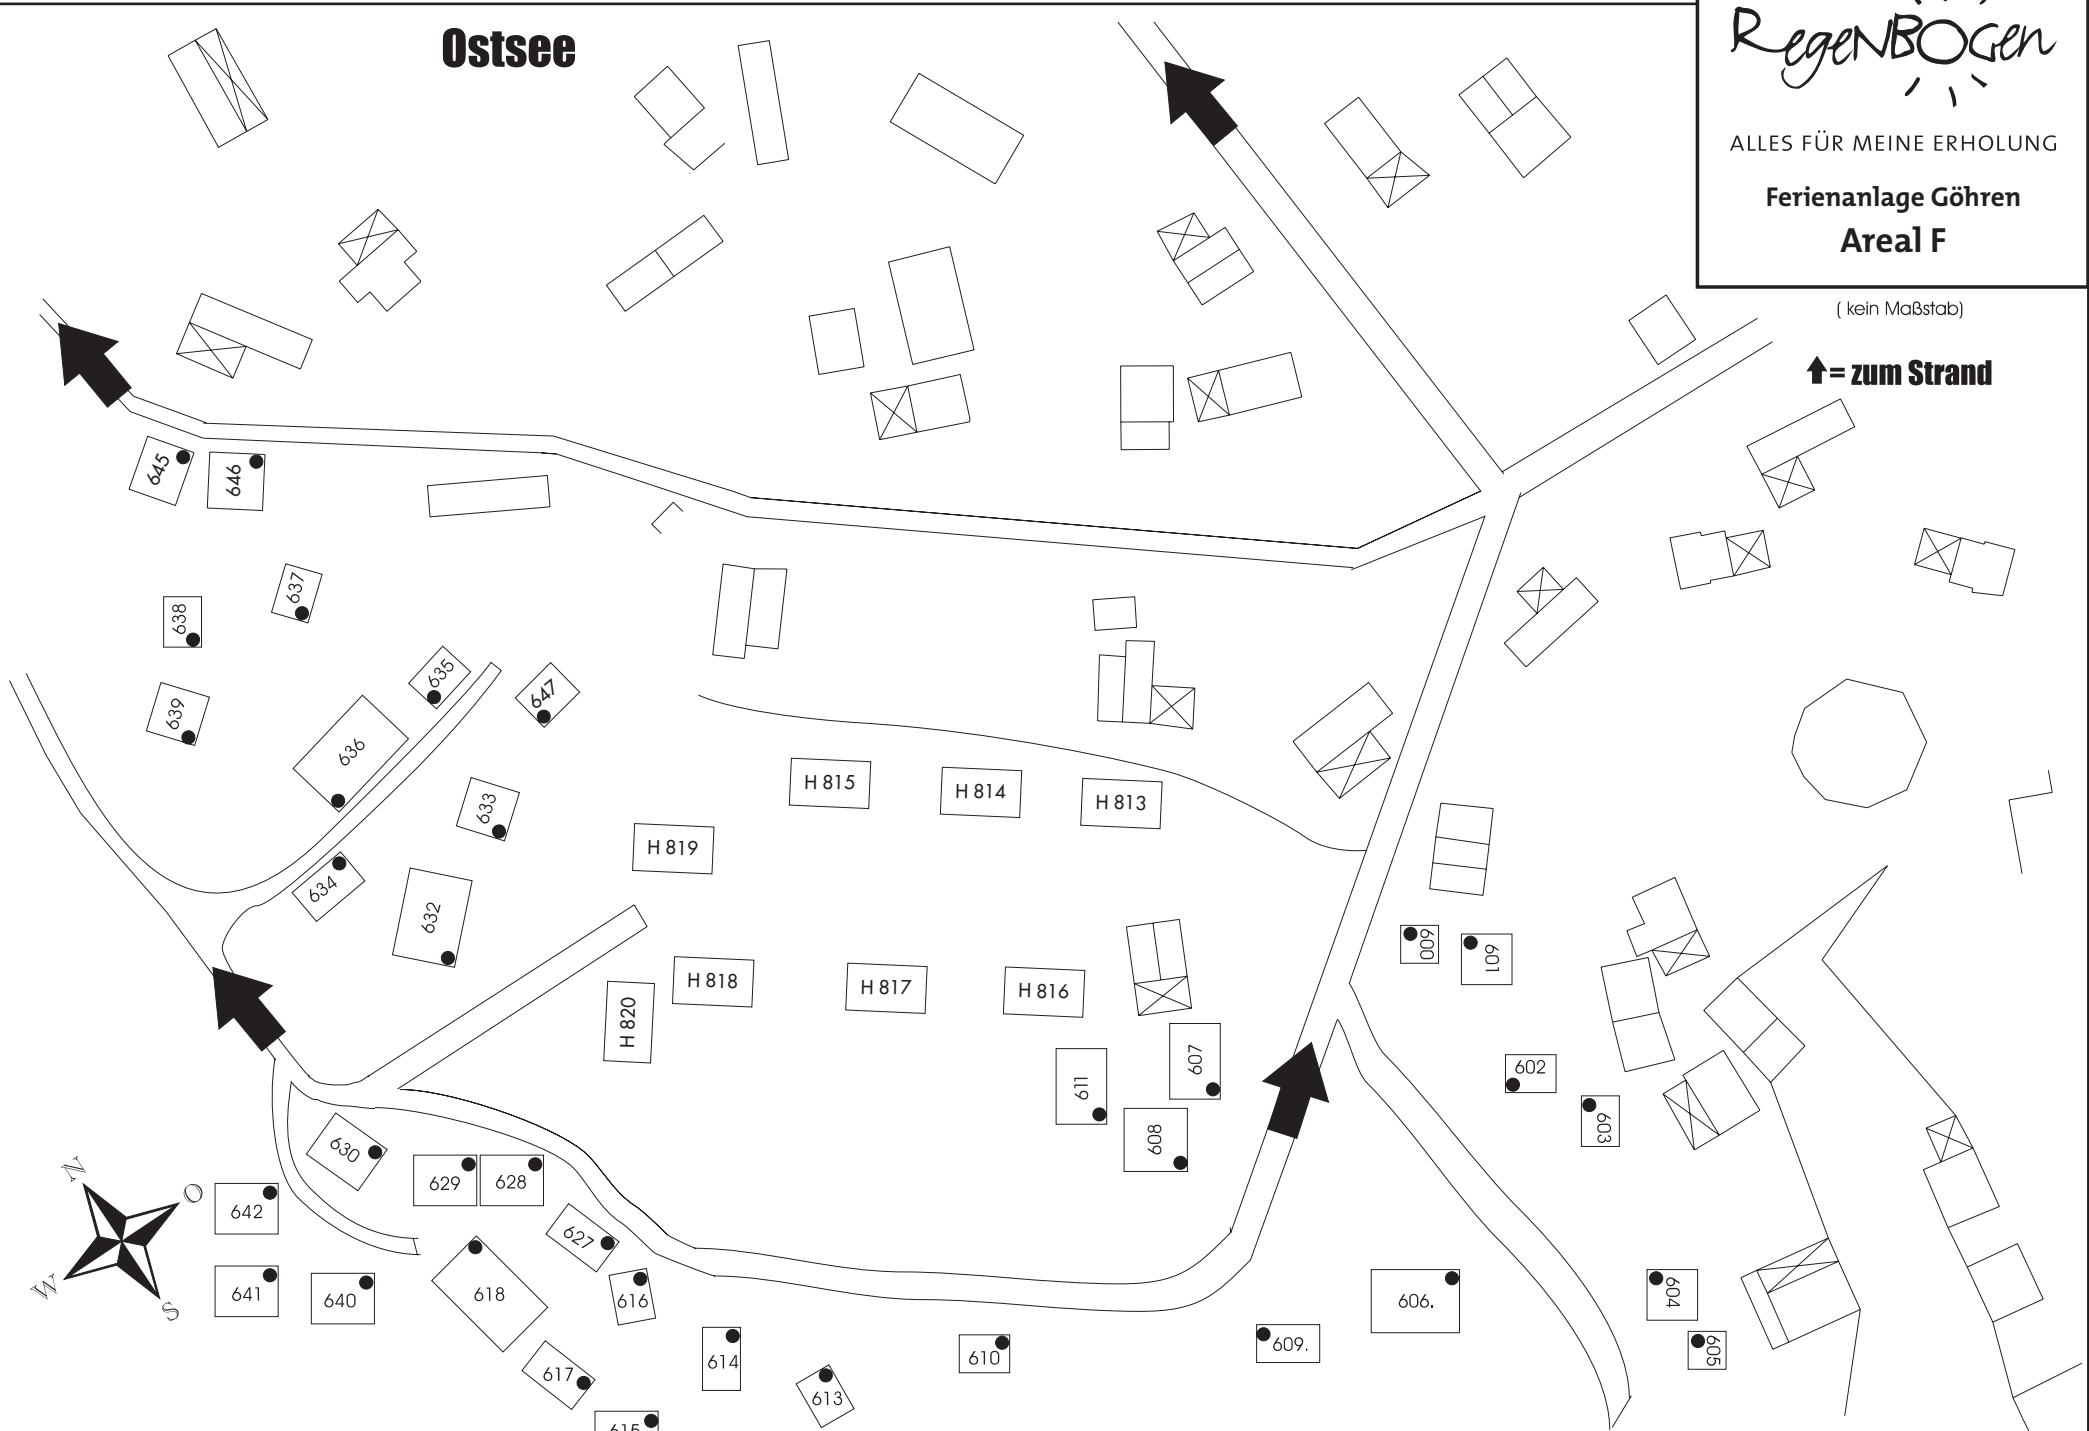 Ostsee
RegeNBOGen
ALLES FÜR MEINE ERHOLUNG
Ferienanlage Göhren
Areal F
( kein Maßstab)
= zum Strand
645
646
637
638
635
647
639
636
633
H 815
H 814
H 813
H 819
634
632
600
601
H 818
H 817
H 816
H 820
607
611
602
603
608
630
629
628
642
627
N
O
W
S
641
640
618
616
606.
604
609.
605
614
610
617
613
615